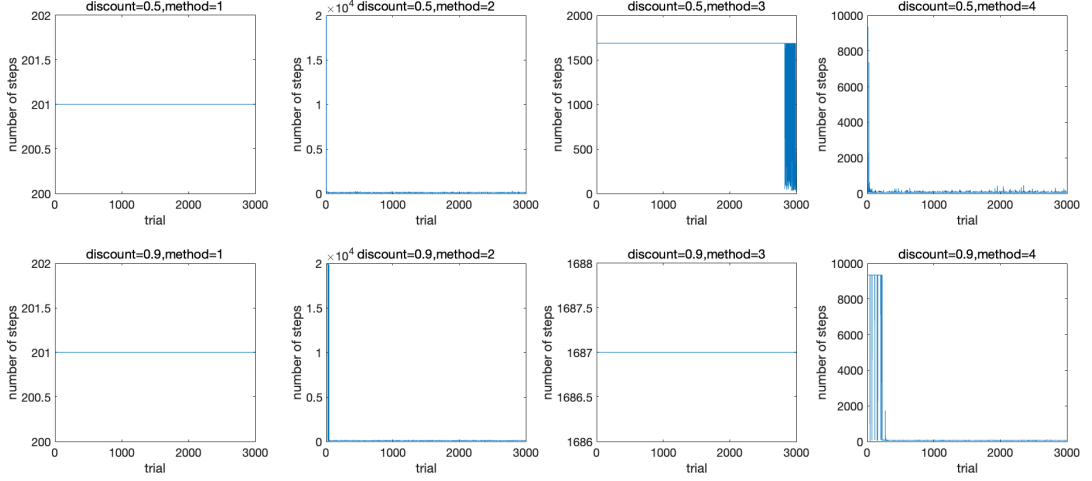 discount=0.5,method=1
202
201.5
201
200.5
200
number of steps
0 1000 2000 3000
trial
×10⁴ discount=0.5,method=2
2
1.5
1
0.5
0
number of steps
0 1000 2000 3000
trial
discount=0.5,method=3
2000
1500
1000
500
0
number of steps
0 1000 2000 3000
trial
discount=0.5,method=4
10000
8000
6000
4000
2000
0
number of steps
0 1000 2000 3000
trial
discount=0.9,method=1
202
201.5
201
200.5
200
number of steps
0 1000 2000 3000
trial
×10⁴ discount=0.9,method=2
2
1.5
1
0.5
0
number of steps
0 1000 2000 3000
trial
discount=0.9,method=3
1688
1687.5
1687
1686.5
1686
number of steps
0 1000 2000 3000
trial
discount=0.9,method=4
10000
8000
6000
4000
2000
0
number of steps
0 1000 2000 3000
trial